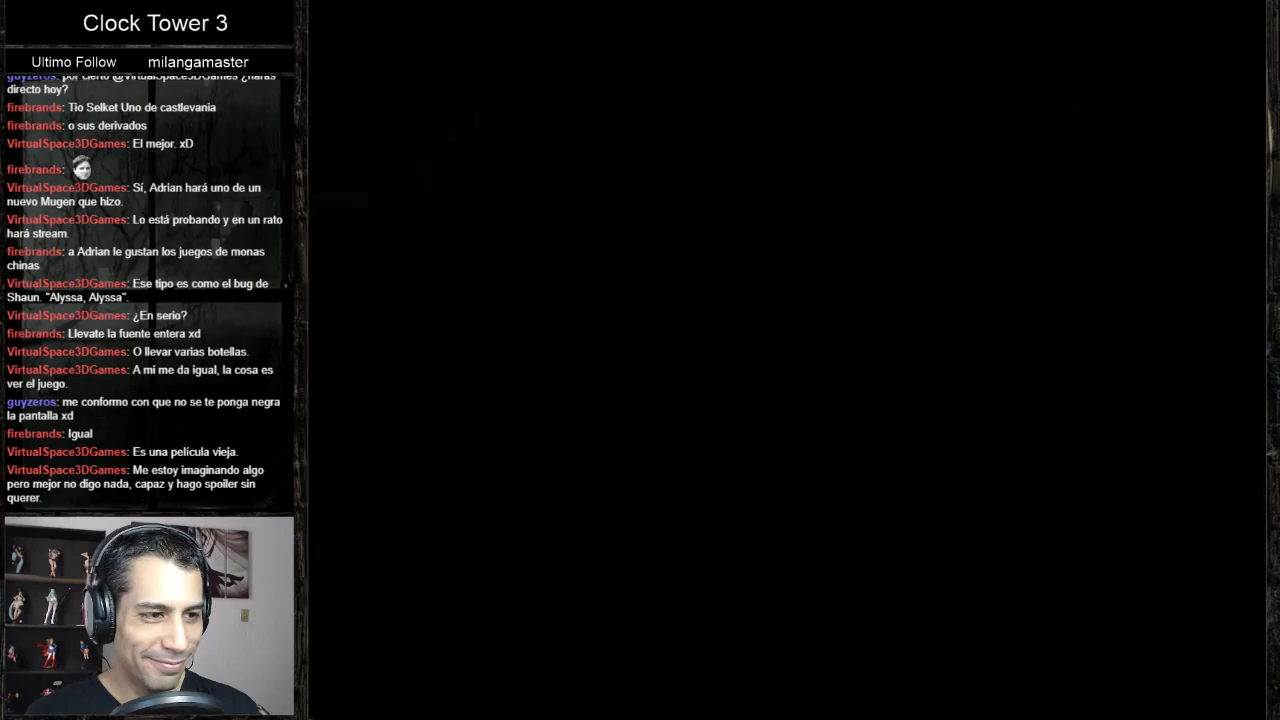 Clock Tower 3
Ultimo Follow milangamaster
guyzeros: por cierto @VirtualSpace3DGames ¿harás
directo hoy?
firebrands: Tio Selket Uno de castlevania
firebrands: o sus derivados
VirtualSpace3DGames: El mejor. xD
firebrands:
VirtualSpace3DGames: Sí, Adrian hará uno de un
nuevo Mugen que hizo.
VirtualSpace3DGames: Lo está probando y en un rato
hará stream.
firebrands: a Adrian le gustan los juegos de monas
chinas
VirtualSpace3DGames: Ese tipo es como el bug de
Shaun. "Alyssa, Alyssa".
VirtualSpace3DGames: ¿En serio?
firebrands: Llevate la fuente entera xd
VirtualSpace3DGames: O llevar varias botellas.
VirtualSpace3DGames: A mi me da igual, la cosa es
ver el juego.
guyzeros: me conformo con que no se te ponga negra
la pantalla xd
firebrands: Igual
VirtualSpace3DGames: Es una película vieja.
VirtualSpace3DGames: Me estoy imaginando algo
pero mejor no digo nada, capaz y hago spoiler sin
querer.